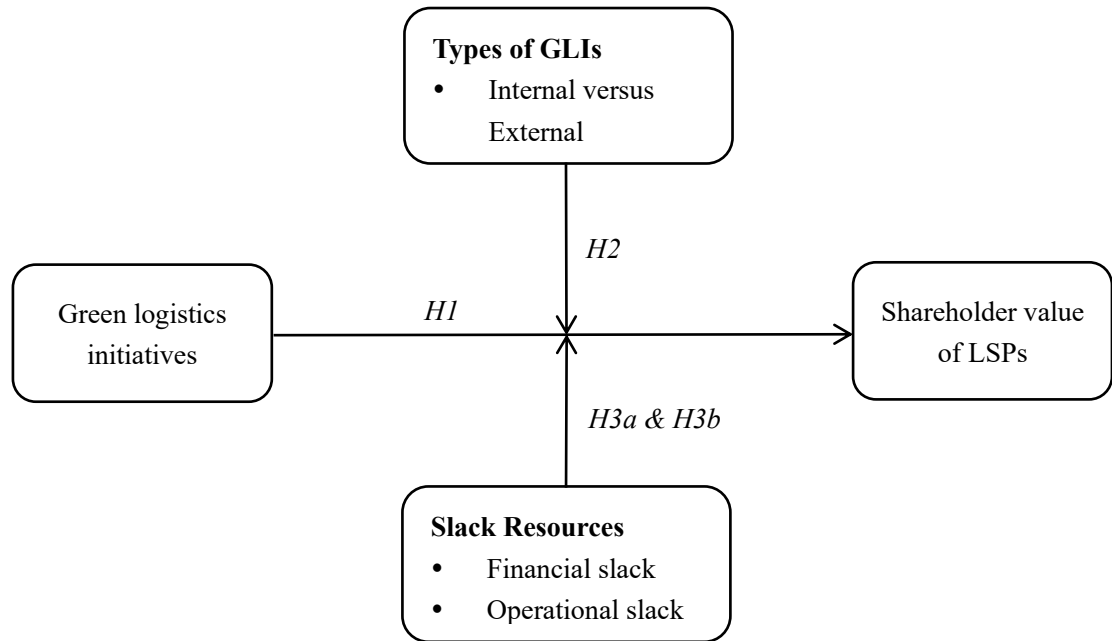 Types of GLIs
• Internal versus
External
H2
Green logistics
initiatives
H1
Shareholder value
of LSPs
H3a & H3b
Slack Resources
• Financial slack
• Operational slack